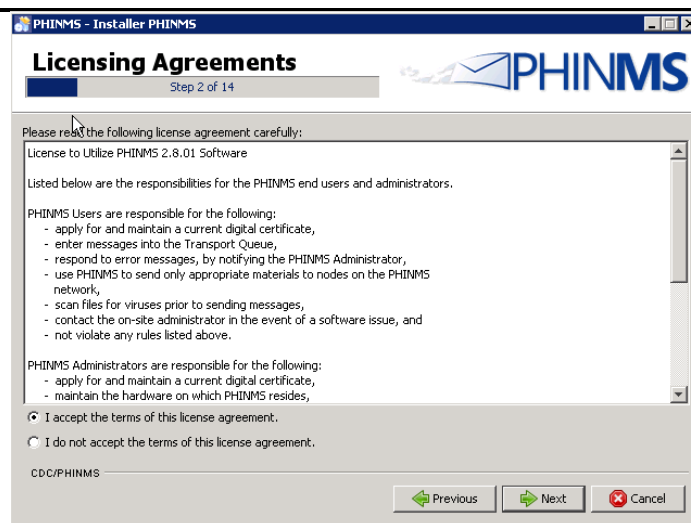 PHINMS - Installer PHINMS
Licensing Agreements
Step 2 of 14
PHINMS
Please read the following license agreement carefully:
License to Utilize PHINMS 2.8.01 Software
Listed below are the responsibilities for the PHINMS end users and administrators.
PHINMS Users are responsible for the following:
- apply for and maintain a current digital certificate,
- enter messages into the Transport Queue,
- respond to error messages, by notifying the PHINMS Administrator,
- use PHINMS to send only appropriate materials to nodes on the PHINMS
network,
- scan files for viruses prior to sending messages,
- contact the on-site administrator in the event of a software issue, and
- not violate any rules listed above.
PHINMS Administrators are responsible for the following:
- apply for and maintain a current digital certificate,
- maintain the hardware on which PHINMS resides,
I accept the terms of this license agreement.
I do not accept the terms of this license agreement.
CDC/PHINMS
Previous
Next
Cancel